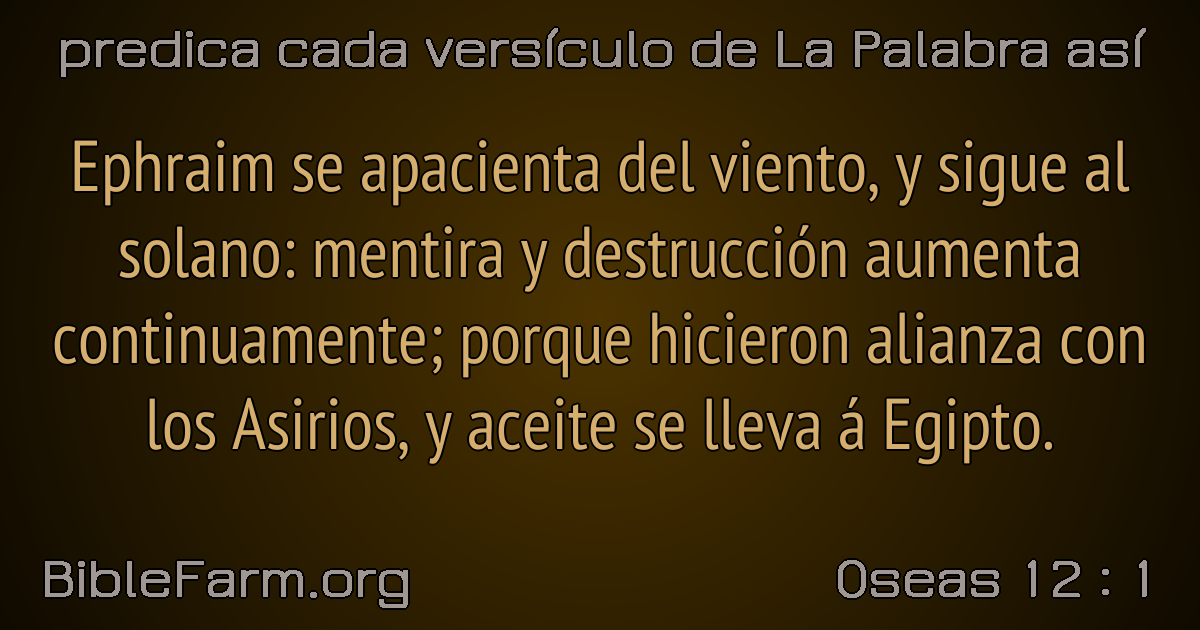 predica cada versículo de La Palabra así
Ephraim se apacienta del viento, y sigue al
solano: mentira y destrucción aumenta
continuamente; porque hicieron alianza con
los Asirios, y aceite se lleva á Egipto.
BibleFarm.org
Oseas 12 : 1